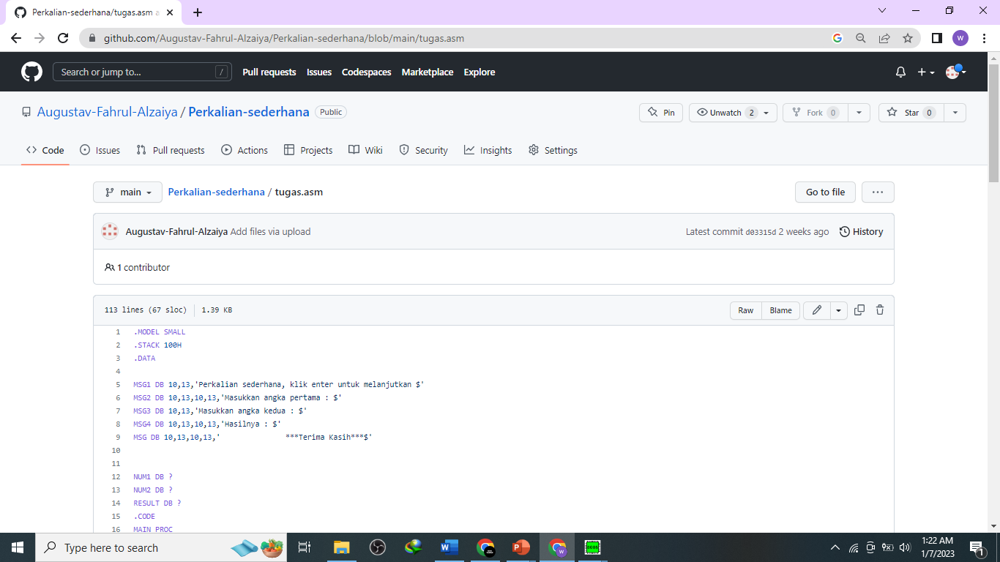 Perkalian-sederhana/tugas.asm a
github.com/Augustav-Fahrul-Alzaiya/Perkalian-sederhana/blob/main/tugas.asm
W
Search or jump to... /
Pull requests Issues Codespaces Marketplace Explore
Augustav-Fahrul-Alzaiya / Perkalian-sederhana Public
Pin Unwatch 2 Fork 0 Star 0
Code Issues Pull requests Actions Projects Wiki Security Insights Settings
main Perkalian-sederhana / tugas.asm Go to file ...
Augustav-Fahrul-Alzaiya Add files via upload Latest commit d03315d 2 weeks ago History
1 contributor
113 lines (67 sloc) 1.39 KB Raw Blame
1 .MODEL SMALL
2 .STACK 100H
3 .DATA
4
5 MSG1 DB 10,13,'Perkalian sederhana, klik enter untuk melanjutkan $'
6 MSG2 DB 10,13,10,13,'Masukkan angka pertama : $'
7 MSG3 DB 10,13,'Masukkan angka kedua : $'
8 MSG4 DB 10,13,10,13,'Hasilnya : $'
9 MSG DB 10,13,10,13,'               ***Terima Kasih***$'
10
11
12 NUM1 DB ?
13 NUM2 DB ?
14 RESULT DB ?
15 .CODE
16 MAIN PROC
Type here to search
1:22 AM
1/7/2023
1